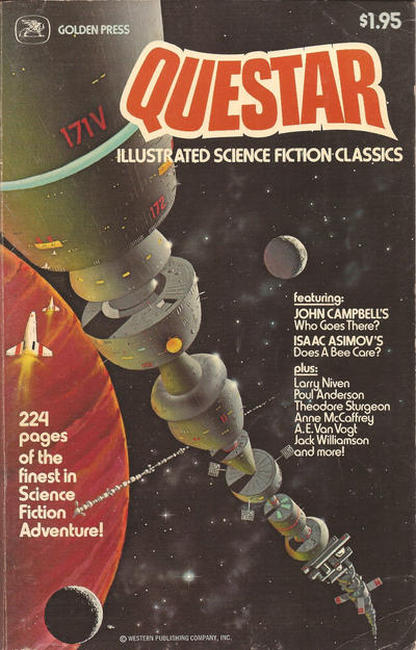 GOLDEN PRESS
$1.95
QUESTAR
ILLUSTRATED SCIENCE FICTION CLASSICS
171V
172
featuring:
JOHN CAMPBELL'S
Who Goes There?
ISAAC ASIMOV'S
Does A Bee Care?
plus:
Larry Niven
Poul Anderson
Theodore Sturgeon
Anne McCaffrey
A.E. Van Vogt
Jack Williamson
and more!
224
pages
of the
finest in
Science
Fiction
Adventure!
© WESTERN PUBLISHING COMPANY, INC.